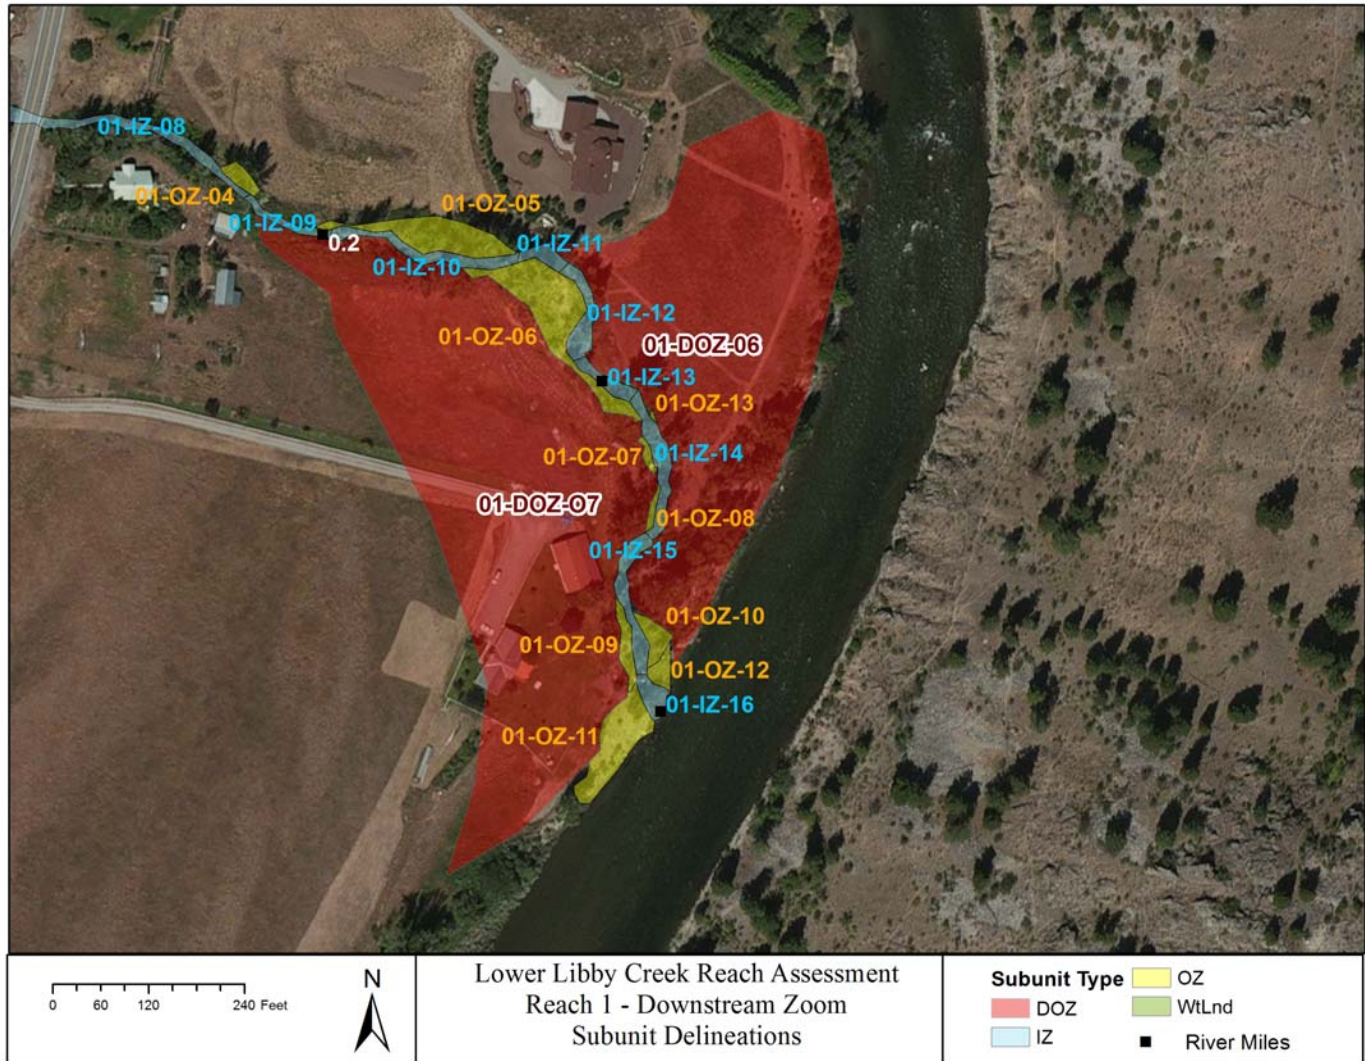 01-IZ-08
01-OZ-04
01-OZ-05
01-IZ-09
0.2
01-IZ-11
01-IZ-10
01-IZ-12
01-OZ-06
01-DOZ-06
01-IZ-13
01-OZ-13
01-OZ-07
01-IZ-14
01-DOZ-O7
01-OZ-08
01-IZ-15
01-OZ-10
01-OZ-09
01-OZ-12
01-IZ-16
01-OZ-11
0 60 120 240 Feet
N
Lower Libby Creek Reach Assessment
Reach 1 - Downstream Zoom
Subunit Delineations
Subunit Type
DOZ
IZ
OZ
WtLnd
River Miles